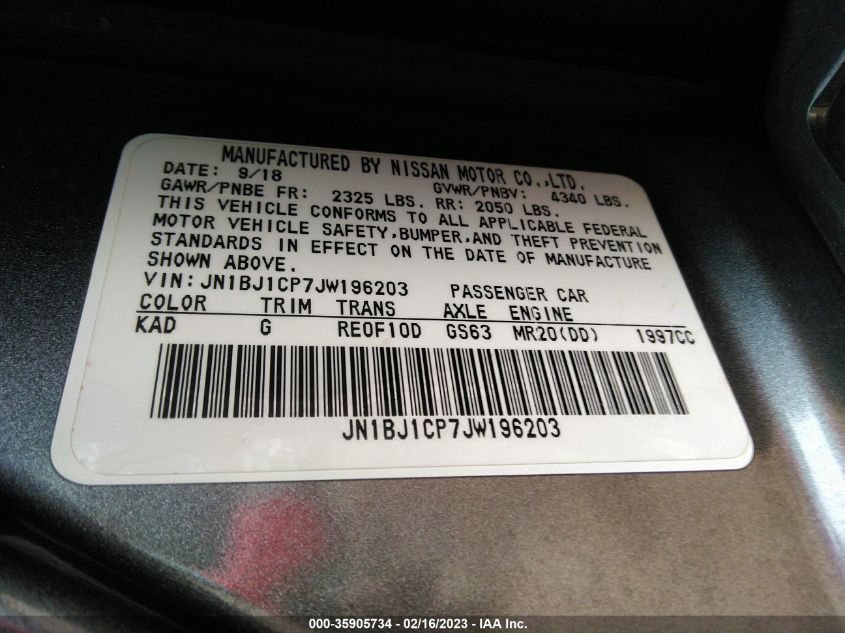 MANUFACTURED BY NISSAN MOTOR CO.,LTD.
DATE: 9/18 GVWR/PNBV: 4340 LBS.
GAWR/PNBE FR: 2325 LBS. RR: 2050 LBS.
THIS VEHICLE CONFORMS TO ALL APPLICABLE FEDERAL
MOTOR VEHICLE SAFETY,BUMPER,AND THEFT PREVENTION
STANDARDS IN EFFECT ON THE DATE OF MANUFACTURE
SHOWN ABOVE.
VIN: JN1BJ1CP7JW196203 PASSENGER CAR
COLOR TRIM TRANS AXLE ENGINE
KAD G RE0F10D GS63 MR20(DD) 1997CC
JN1BJ1CP7JW196203
000-35905734 - 02/16/2023 - IAA Inc.